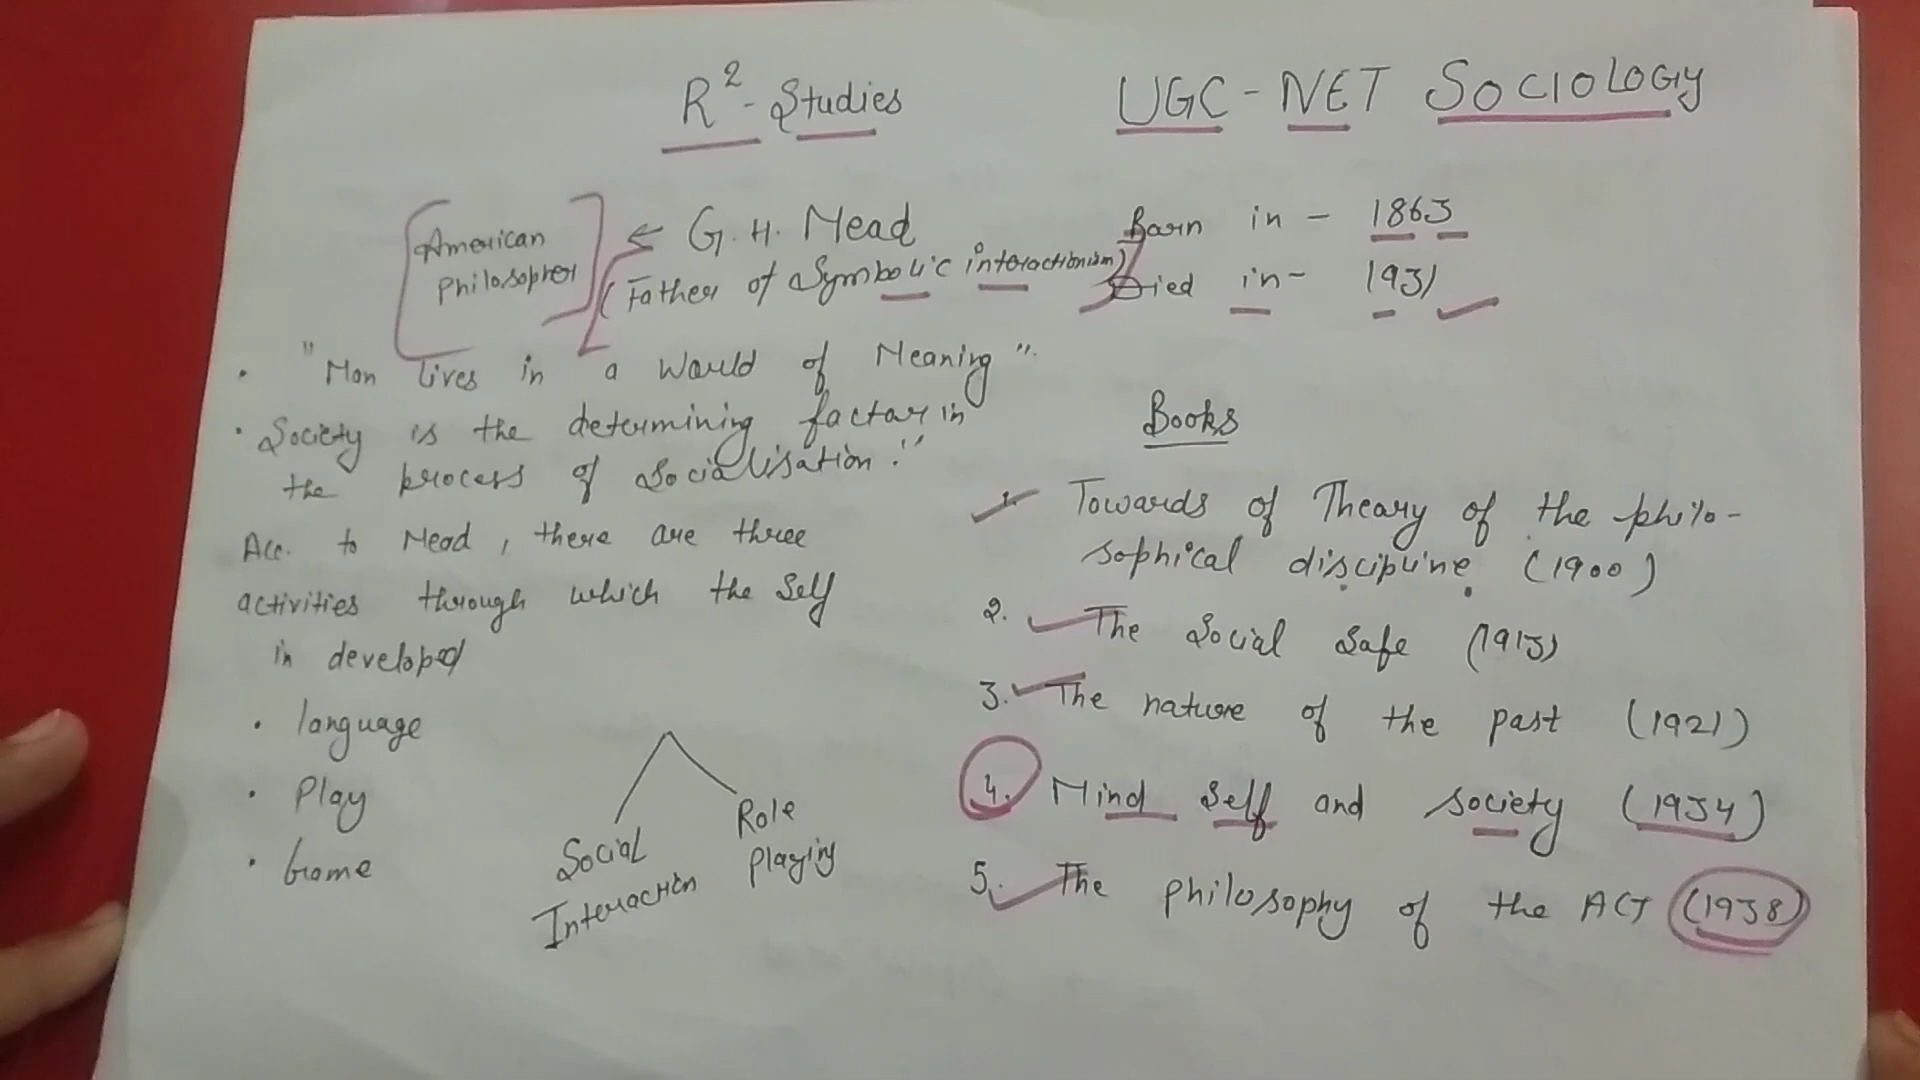 R²-Studies
UGC-NET SOCIOLOGY
American
Philosopher
← G. H. Mead
(Father of Symbolic interactionism)
Born in - 1863
Died in - 1931
• "Man lives in a World of Meaning".
• Society is the determining factor in
the process of Socialisation."
Acc. to Mead, there are three
activities through which the Self
in developed
• language
• Play
• Game
Social
Interaction
Role
Playing
Books
1. Towards of Theory of the philo-
sophical discipline. (1900)
2. The Social Safe (1913)
3. The nature of the past (1921)
4. Mind Self and Society (1934)
5. The Philosophy of the ACT (1938)